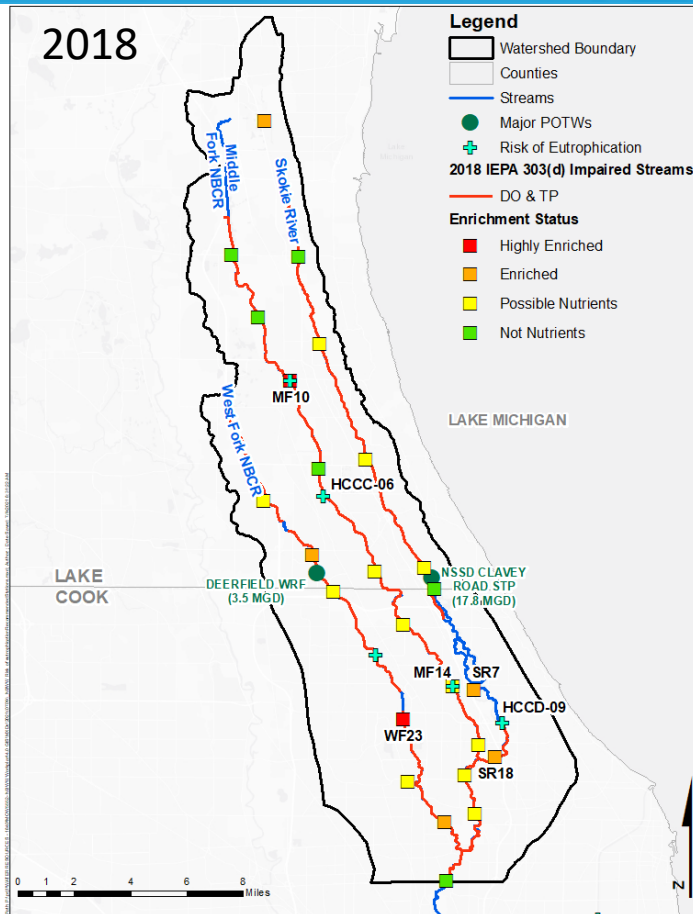 2018
Legend
Watershed Boundary
Counties
Streams
Major POTWs
Risk of Eutrophication
2018 IEPA 303(d) Impaired Streams
DO & TP
Enrichment Status
Highly Enriched
Enriched
Possible Nutrients
Not Nutrients
Middle
Fork NBCR
Skokie River
MF10
LAKE MICHIGAN
West Fork NBCR
HCCC-06
LAKE
COOK
DEERFIELD WRF
(3.5 MGD)
NSSD CLAVEY
ROAD STP
(17.8 MGD)
MF14
SR7
HCCD-09
WF23
SR18
0 1 2 4 6 8
Miles
N